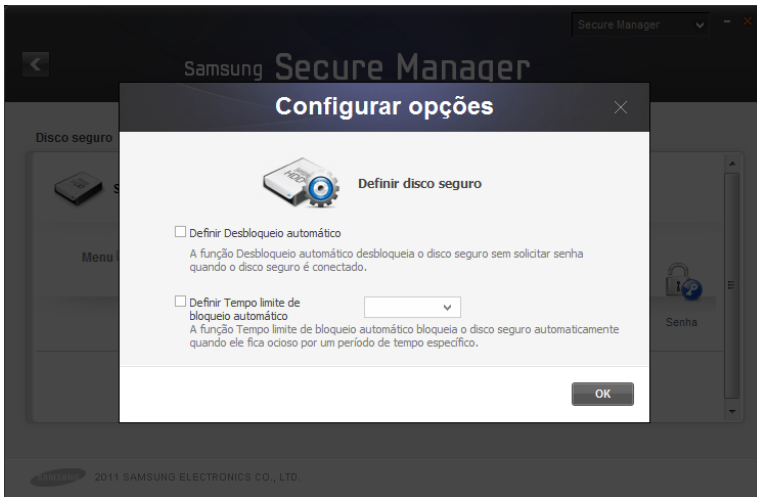 Secure Manager
Samsung Secure Manager
Configurar opções
Disco seguro
HDD
Definir disco seguro
Definir Desbloqueio automático
A função Desbloqueio automático desbloqueia o disco seguro sem solicitar senha
quando o disco seguro é conectado.
Menu
Definir Tempo limite de
bloqueio automático
A função Tempo limite de bloqueio automático bloqueia o disco seguro automaticamente
quando ele fica ocioso por um período de tempo específico.
Senha
OK
SAMSUNG 2011 SAMSUNG ELECTRONICS CO., LTD.